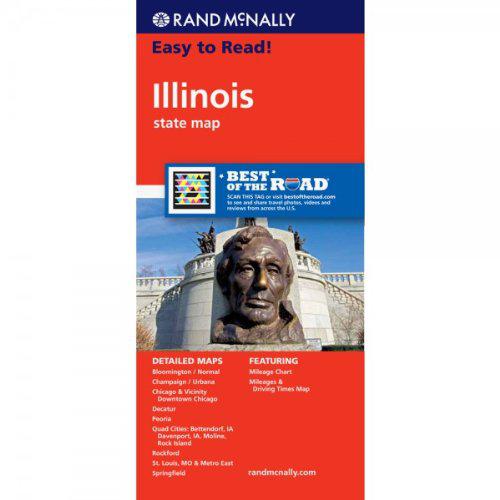 RAND McNALLY
Easy to Read!
Illinois
state map
BEST
OF THE ROAD
SCAN THIS TAG or visit bestoftheroad.com
to see and share travel photos, videos and
reviews from across the U.S.
DETAILED MAPS
Bloomington / Normal
Champaign / Urbana
Chicago & Vicinity
Downtown Chicago
Decatur
Peoria
Quad Cities: Bettendorf, IA
Davenport, IA, Moline,
Rock Island
Rockford
St. Louis, MO & Metro East
Springfield
FEATURING
Mileage Chart
Mileages &
Driving Times Map
randmcnally.com